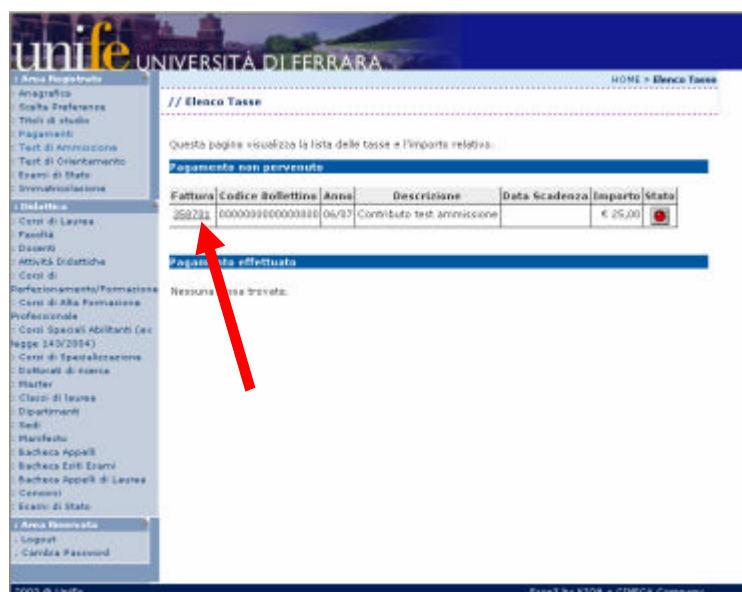 unife UNIVERSITÀ DI FERRARA
HOME > Elenco Tasse
: Area Registrato
: Anagrafica
: Scelta Preferenze
: Titoli di studio
: Pagamenti
: Test di Ammissione
: Test di Orientamento
: Esami di Stato
: Immatricolazione
: Didattica
: Corsi di Laurea
: Facoltà
: Docenti
: Attività Didattiche
: Corsi di
Perfezionamento/Formazione
: Corsi di Alta Formazione
Professionale
: Corsi Speciali Abilitanti (ex
legge 143/2004)
: Corsi di Specializzazione
: Dottorati di ricerca
: Master
: Classi di laurea
: Dipartimenti
: Sedi
: Manifesto
: Bacheca Appelli
: Bacheca Esiti Esami
: Bacheca Appelli di Laurea
: Consensi
: Esami di Stato
: Area Riservata
: Logout
: Cambia Password
// Elenco Tasse
Questa pagina visualizza la lista delle tasse e l'importo relativo.
Pagamento non pervenuto
Fattura Codice Bollettino Anno Descrizione Data Scadenza Importo Stato
06/07 Contributo test ammissione € 25,00
Pagamento effettuato
Nessuna tassa trovata.
Esse3 by KION a CINECA Company